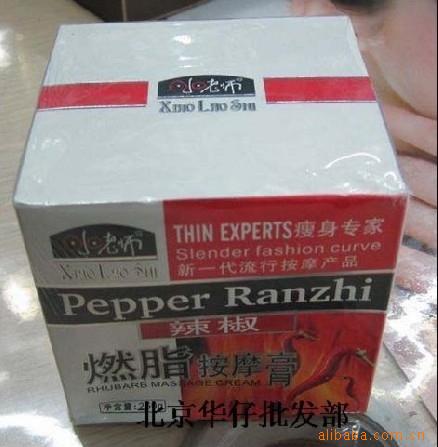 小老师
XIAO LAO SHI
小老师
XIAO LAO SHI
THIN EXPERTS瘦身专家
Slender fashion curve
新一代流行按摩产品
Pepper Ranzhi
辣椒
燃脂按摩膏
RHUBARB MASSAGE CREAM
净含量:
北京华仔批发部
alibaba.com.cn